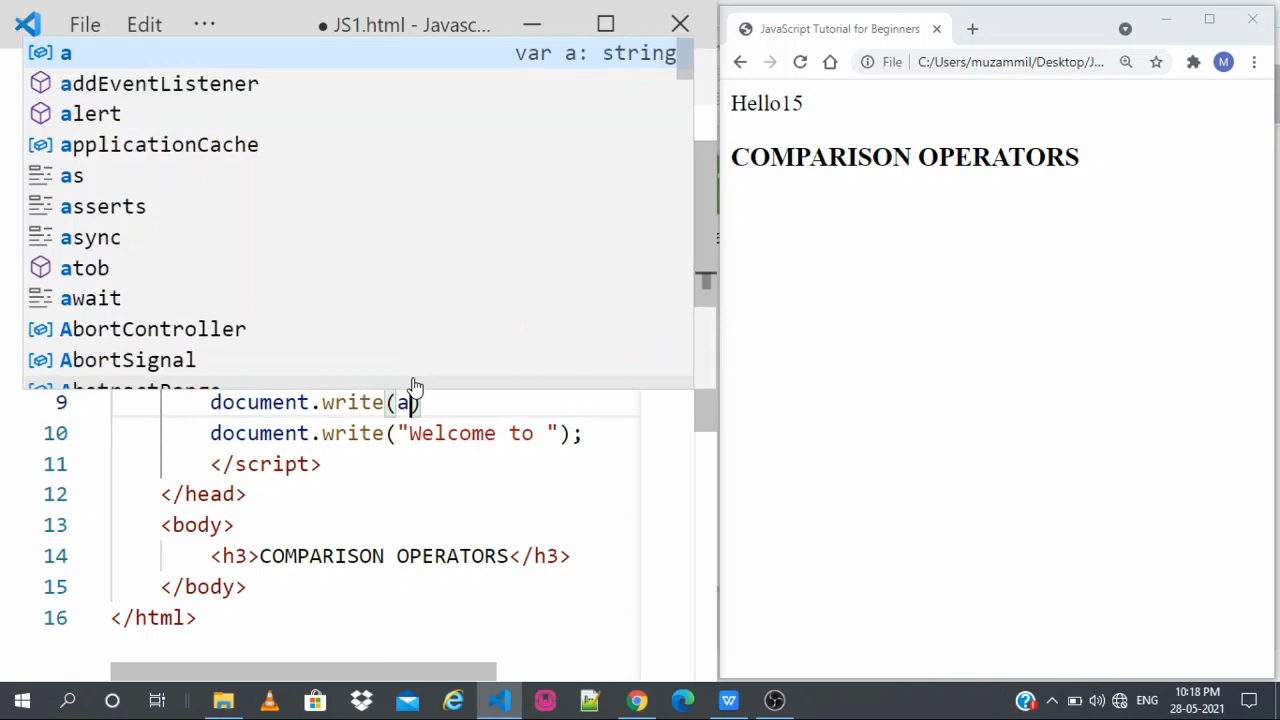 File Edit ··· ● JS1.html - Javasc...
a var a: string
addEventListener
alert
applicationCache
as
asserts
async
atob
await
AbortController
AbortSignal
9 document.write(a)
10 document.write("Welcome to ");
11 </script>
12 </head>
13 <body>
14 <h3>COMPARISON OPERATORS</h3>
15 </body>
16 </html>
JavaScript Tutorial for Beginners
File C:/Users/muzammil/Desktop/J... M
Hello15
COMPARISON OPERATORS
ENG
10:18 PM
28-05-2021